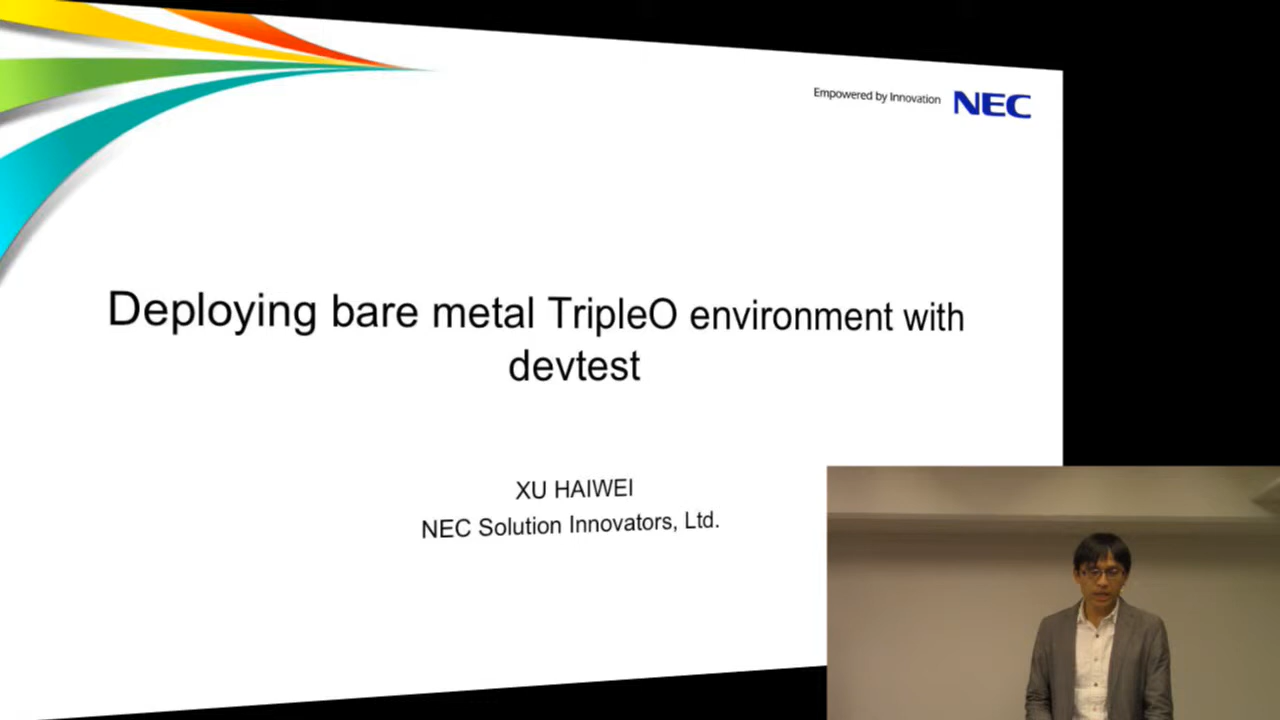 Empowered by Innovation NEC
Deploying bare metal TripleO environment with
devtest
XU HAIWEI
NEC Solution Innovators, Ltd.